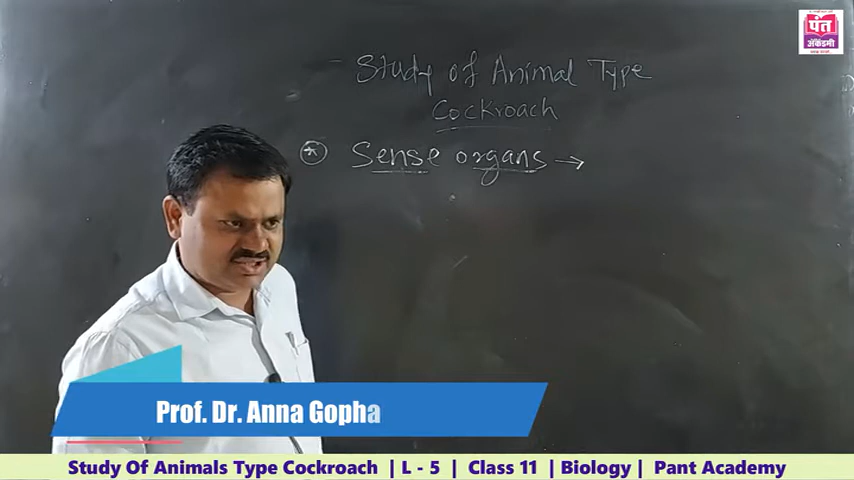 पंत
अॅकॅडमी
Study of Animal Type
Cockroach
* Sense organs →
Prof. Dr. Anna Gopha
Study Of Animals Type Cockroach | L - 5 | Class 11 | Biology | Pant Academy